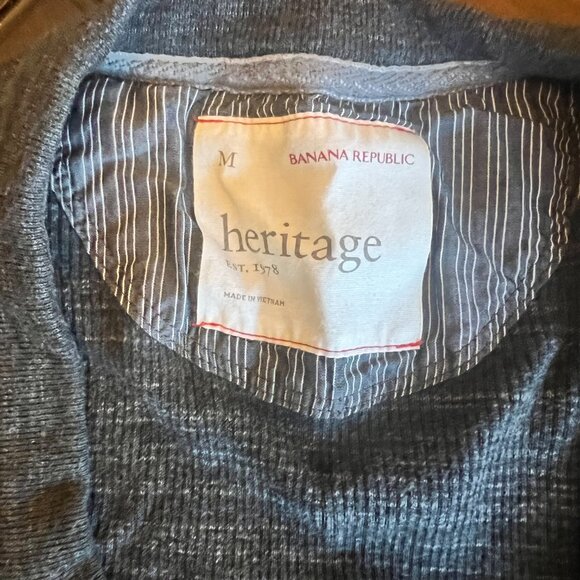 M BANANA REPUBLIC
heritage
EST. 1978
MADE IN VIETNAM